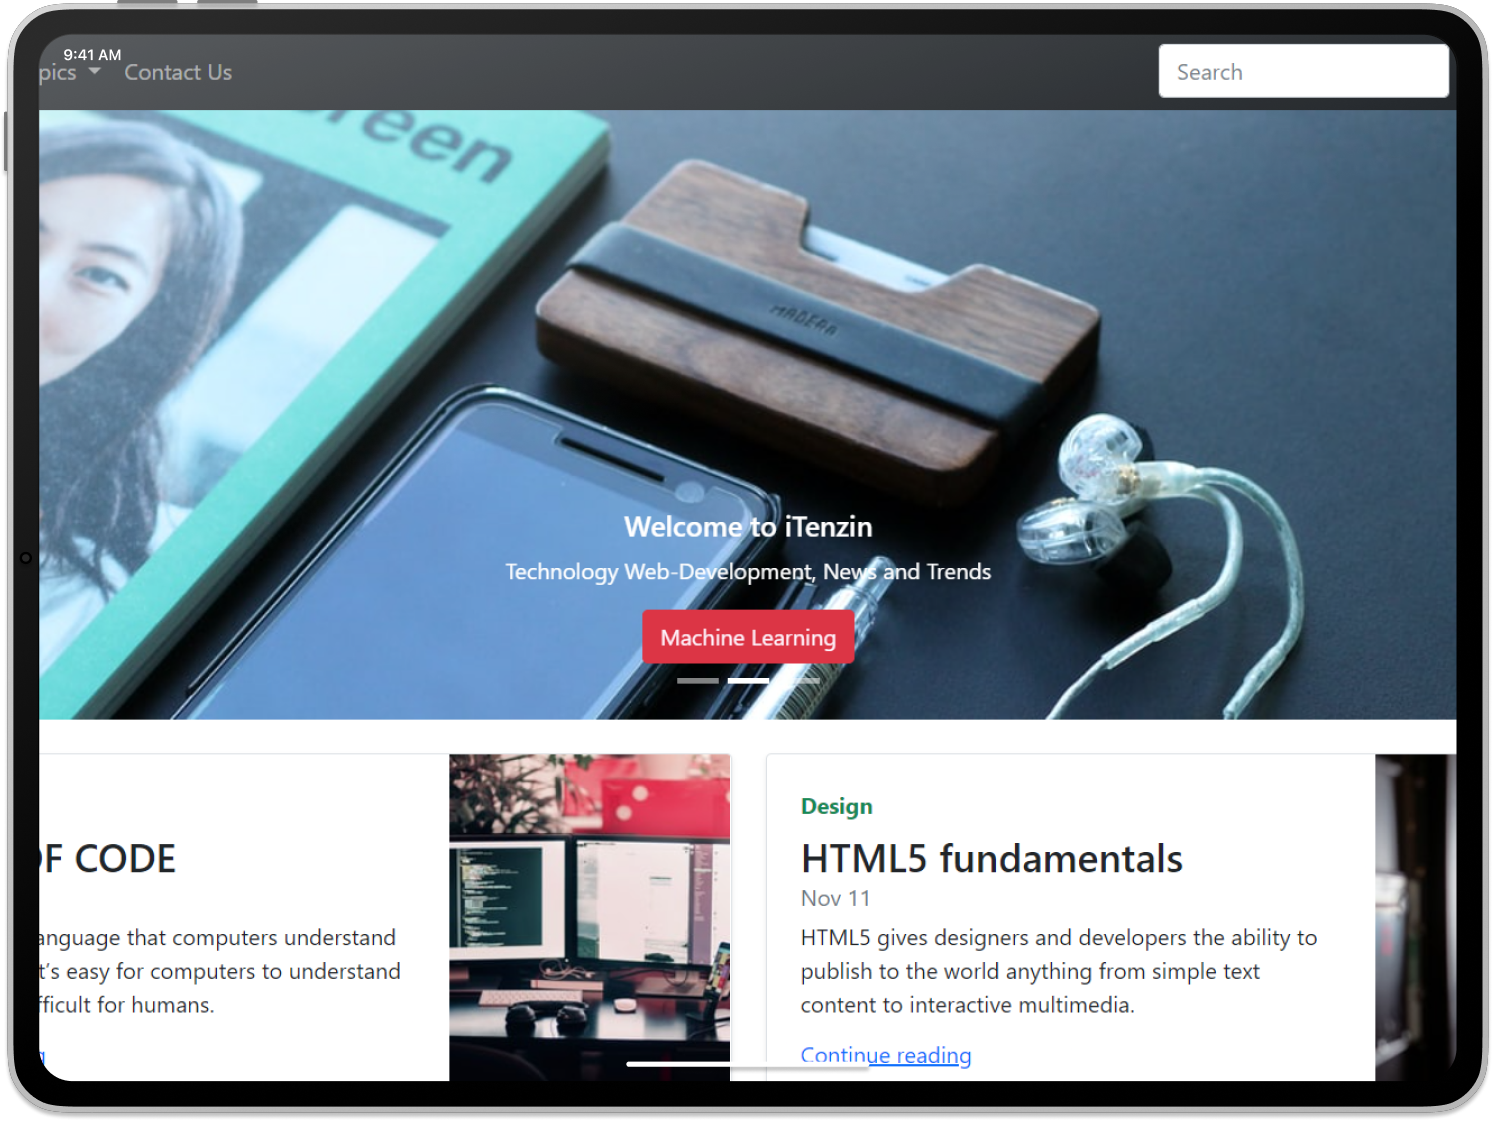 9:41 AM
pics Contact Us
Search
reen
MADERA
Welcome to iTenzin
Technology Web-Development, News and Trends
Machine Learning
OF CODE
anguage that computers understand
t's easy for computers to understand
fficult for humans.
g
Design
HTML5 fundamentals
Nov 11
HTML5 gives designers and developers the ability to
publish to the world anything from simple text
content to interactive multimedia.
Continue reading